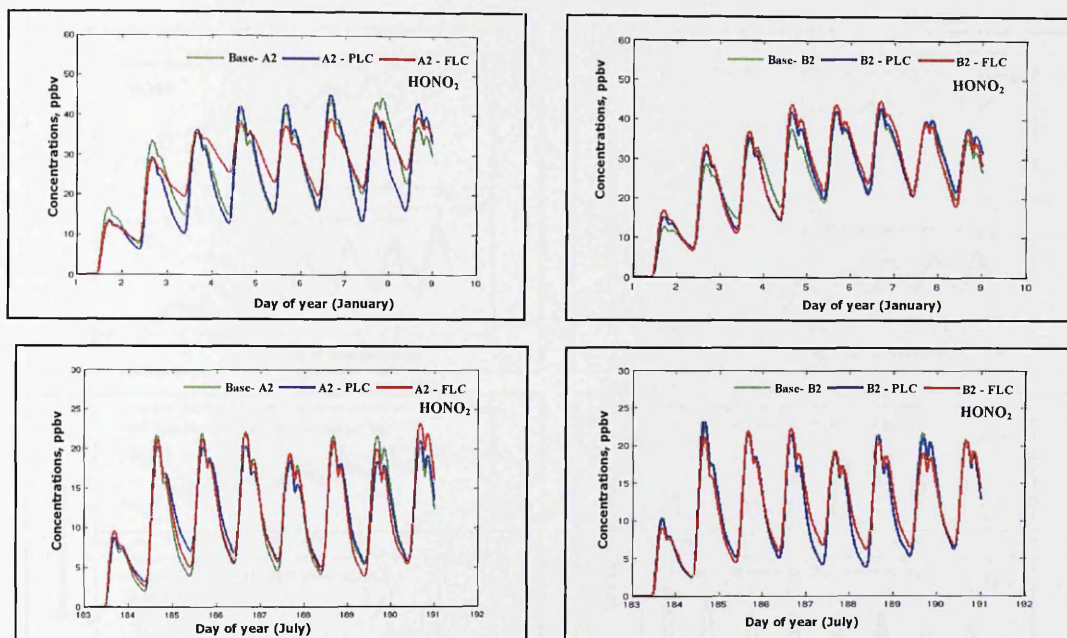 60
50
40
30
20
10
0
Concentrations, ppbv
Base- A2 A2 - PLC A2 - FLC
HONO₂
1 2 3 4 5 6 7 8 9 10
Day of year (January)
60
50
40
30
20
10
0
Concentrations, ppbv
Base- B2 B2 - PLC B2 - FLC
HONO₂
1 2 3 4 5 6 7 8 9 10
Day of year (January)
30
25
20
15
10
5
0
Concentrations, ppbv
Base- A2 A2 - PLC A2 - FLC
HONO₂
183 184 185 186 187 188 189 190 191 192
Day of year (July)
30
25
20
15
10
5
0
Concentrations, ppbv
Base- B2 B2 - PLC B2 - FLC
HONO₂
183 184 185 186 187 188 189 190 191 192
Day of year (July)